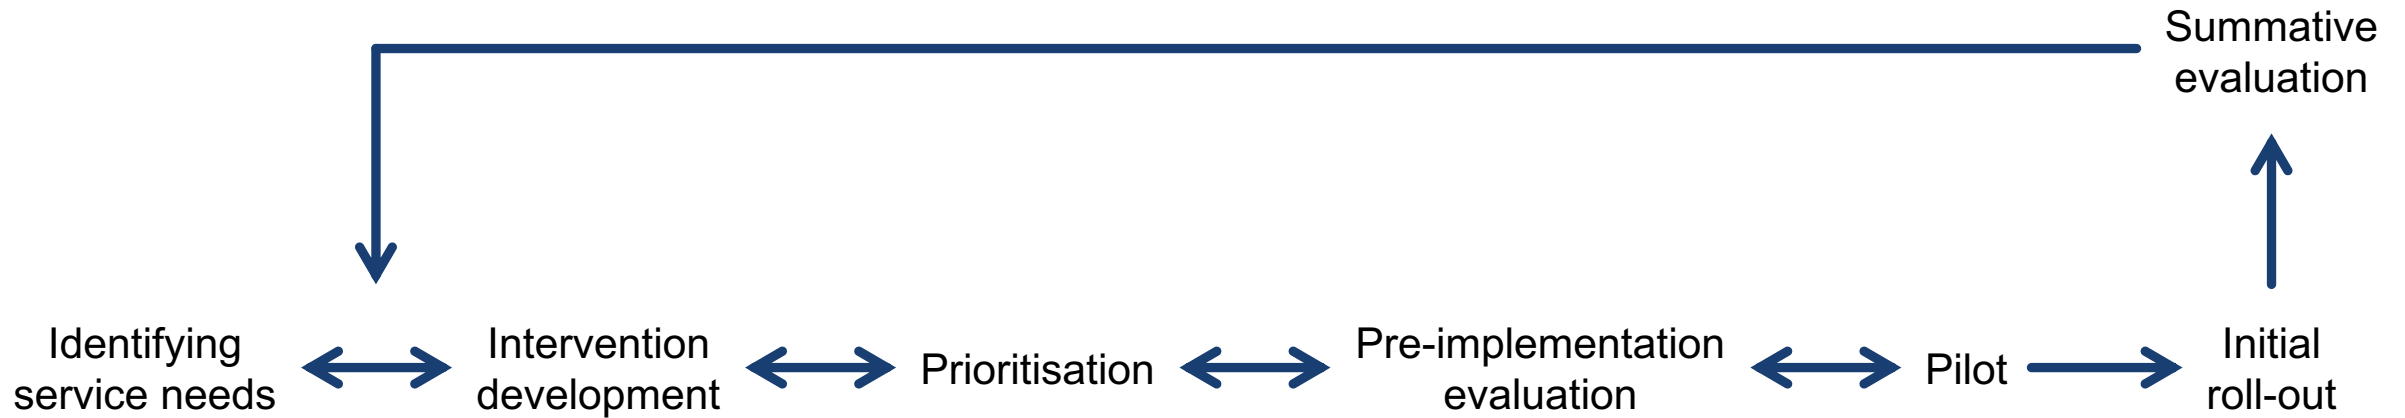 Summative
evaluation
Identifying
service needs
Intervention
development
Prioritisation
Pre-implementation
evaluation
Pilot
Initial
roll-out